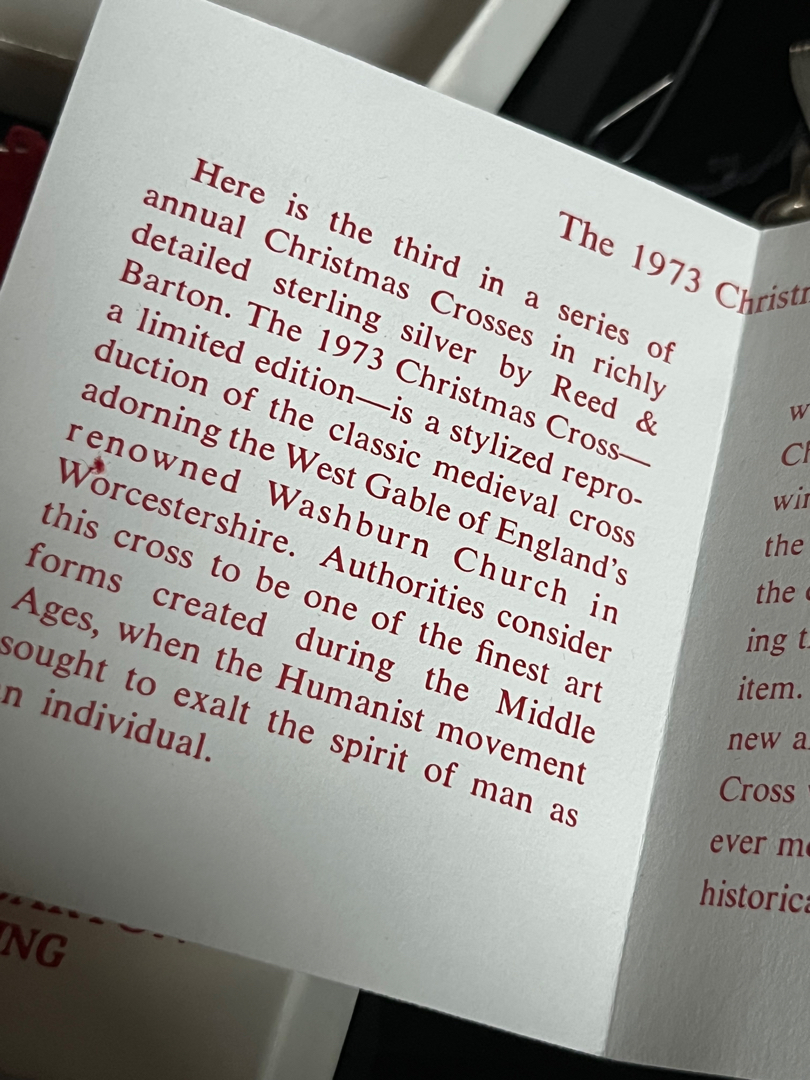 The 1973 Christ
Here is the third in a series of
annual Christmas Crosses in richly
detailed sterling silver by Reed &
Barton. The 1973 Christmas Cross—
a limited edition—is a stylized repro-
duction of the classic medieval cross
adorning the West Gable of England's
renowned Washburn Church in
Worcestershire. Authorities consider
this cross to be one of the finest art
forms created during the Middle
Ages, when the Humanist movement
sought to exalt the spirit of man as
n individual.
w
Ch
win
the
the
ing t
item.
new a
Cross
ever m
historica
NG